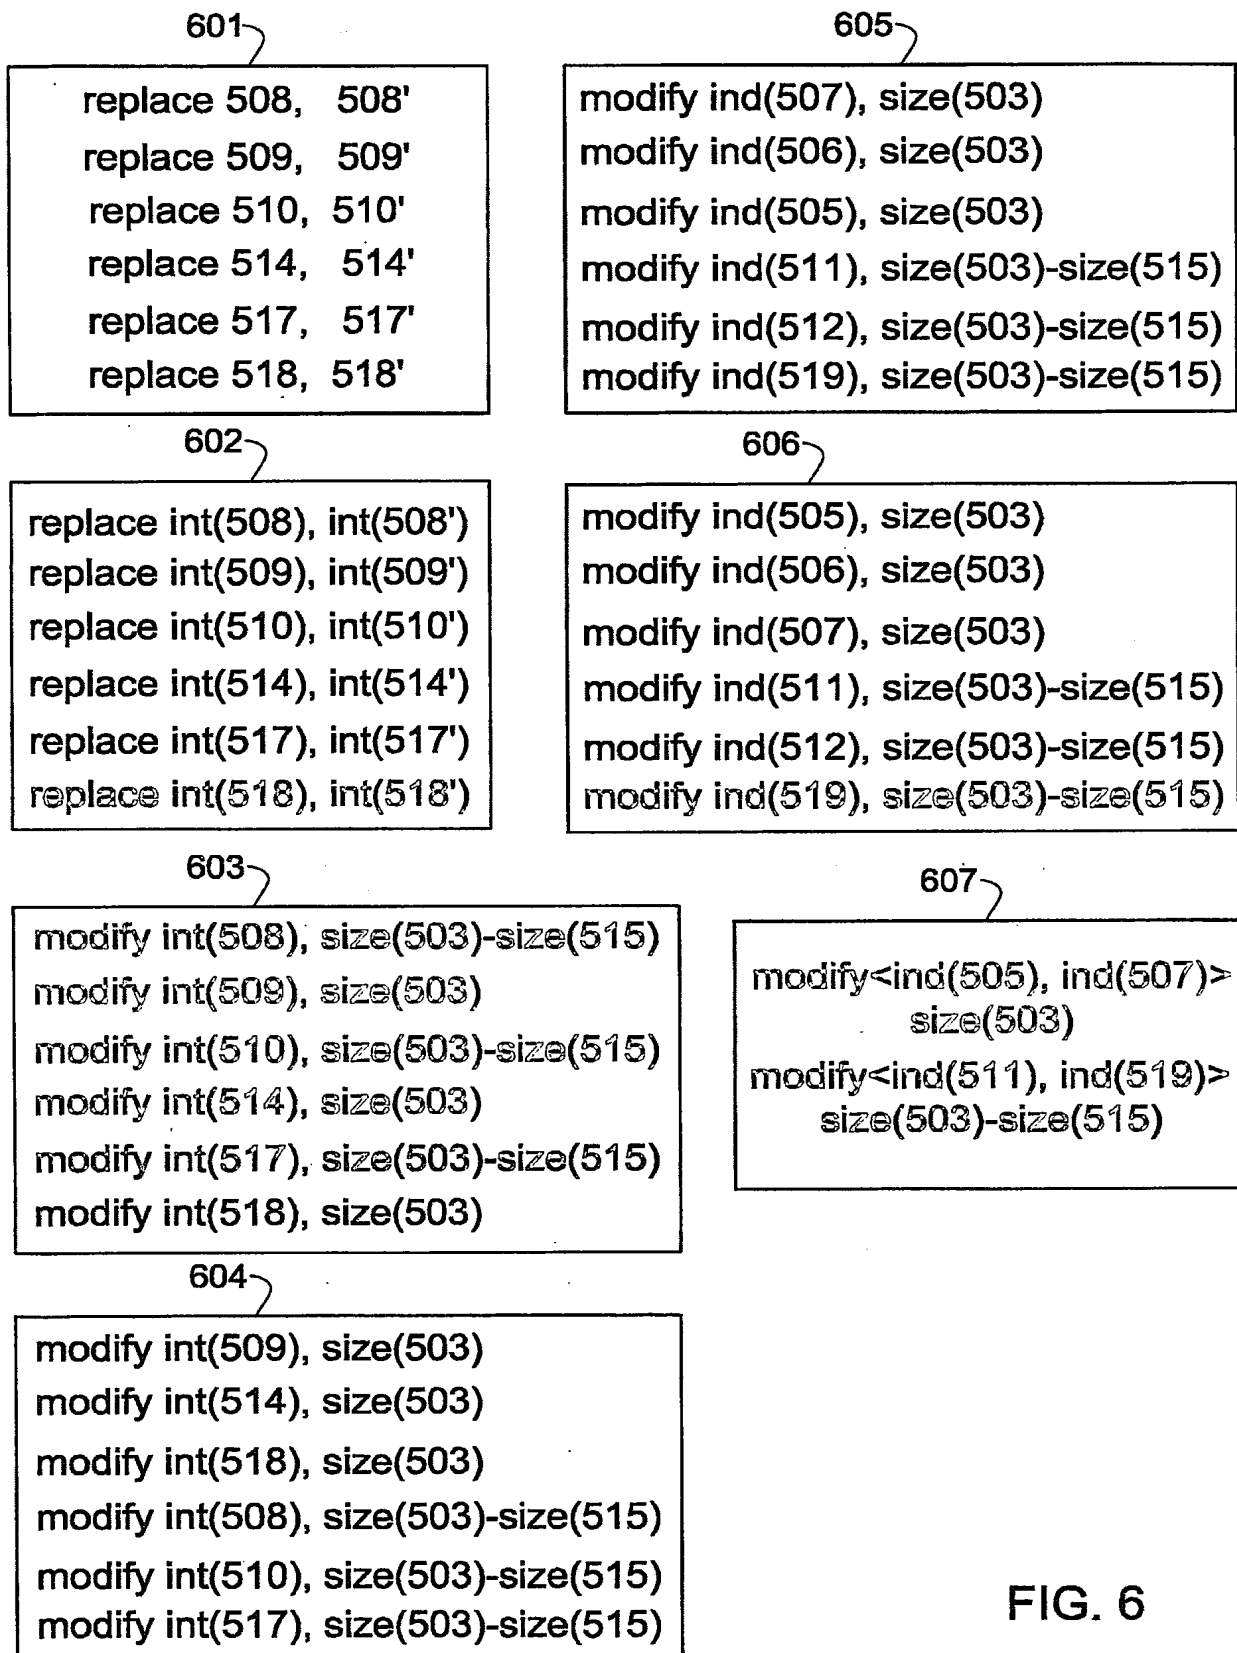 601
replace 508, 508'
replace 509, 509'
replace 510, 510'
replace 514, 514'
replace 517, 517'
replace 518, 518'
602
replace int(508), int(508')
replace int(509), int(509')
replace int(510), int(510')
replace int(514), int(514')
replace int(517), int(517')
replace int(518), int(518')
603
modify int(508), size(503)-size(515)
modify int(509), size(503)
modify int(510), size(503)-size(515)
modify int(514), size(503)
modify int(517), size(503)-size(515)
modify int(518), size(503)
604
modify int(509), size(503)
modify int(514), size(503)
modify int(518), size(503)
modify int(508), size(503)-size(515)
modify int(510), size(503)-size(515)
modify int(517), size(503)-size(515)
605
modify ind(507), size(503)
modify ind(506), size(503)
modify ind(505), size(503)
modify ind(511), size(503)-size(515)
modify ind(512), size(503)-size(515)
modify ind(519), size(503)-size(515)
606
modify ind(505), size(503)
modify ind(506), size(503)
modify ind(507), size(503)
modify ind(511), size(503)-size(515)
modify ind(512), size(503)-size(515)
modify ind(519), size(503)-size(515)
607
modify<ind(505), ind(507)>
size(503)
modify<ind(511), ind(519)>
size(503)-size(515)
FIG. 6